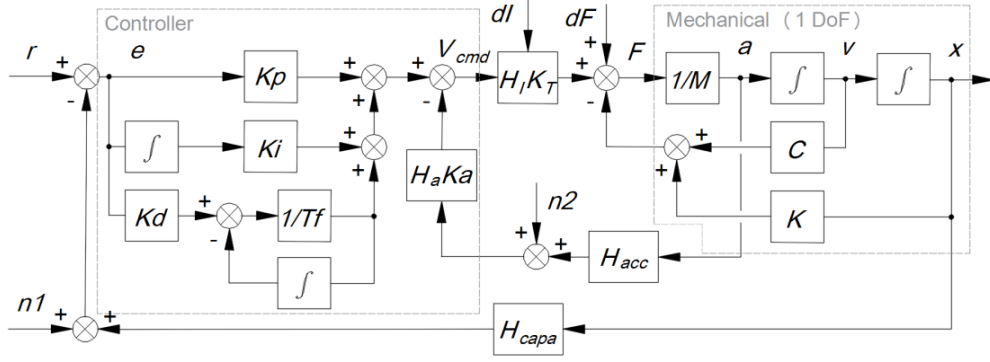 Controller
dI
dF
Mechanical (1 DoF)
r
+
e
V_cmd
F
a
v
x
-
Kp
+
+
+
-
H_I K_T
+
+
-
1/M
∫
∫
∫
Ki
+
+
+
C
+
Kd
+
-
1/Tf
H_a Ka
n2
+
+
K
∫
H_acc
n1
+
+
H_capa